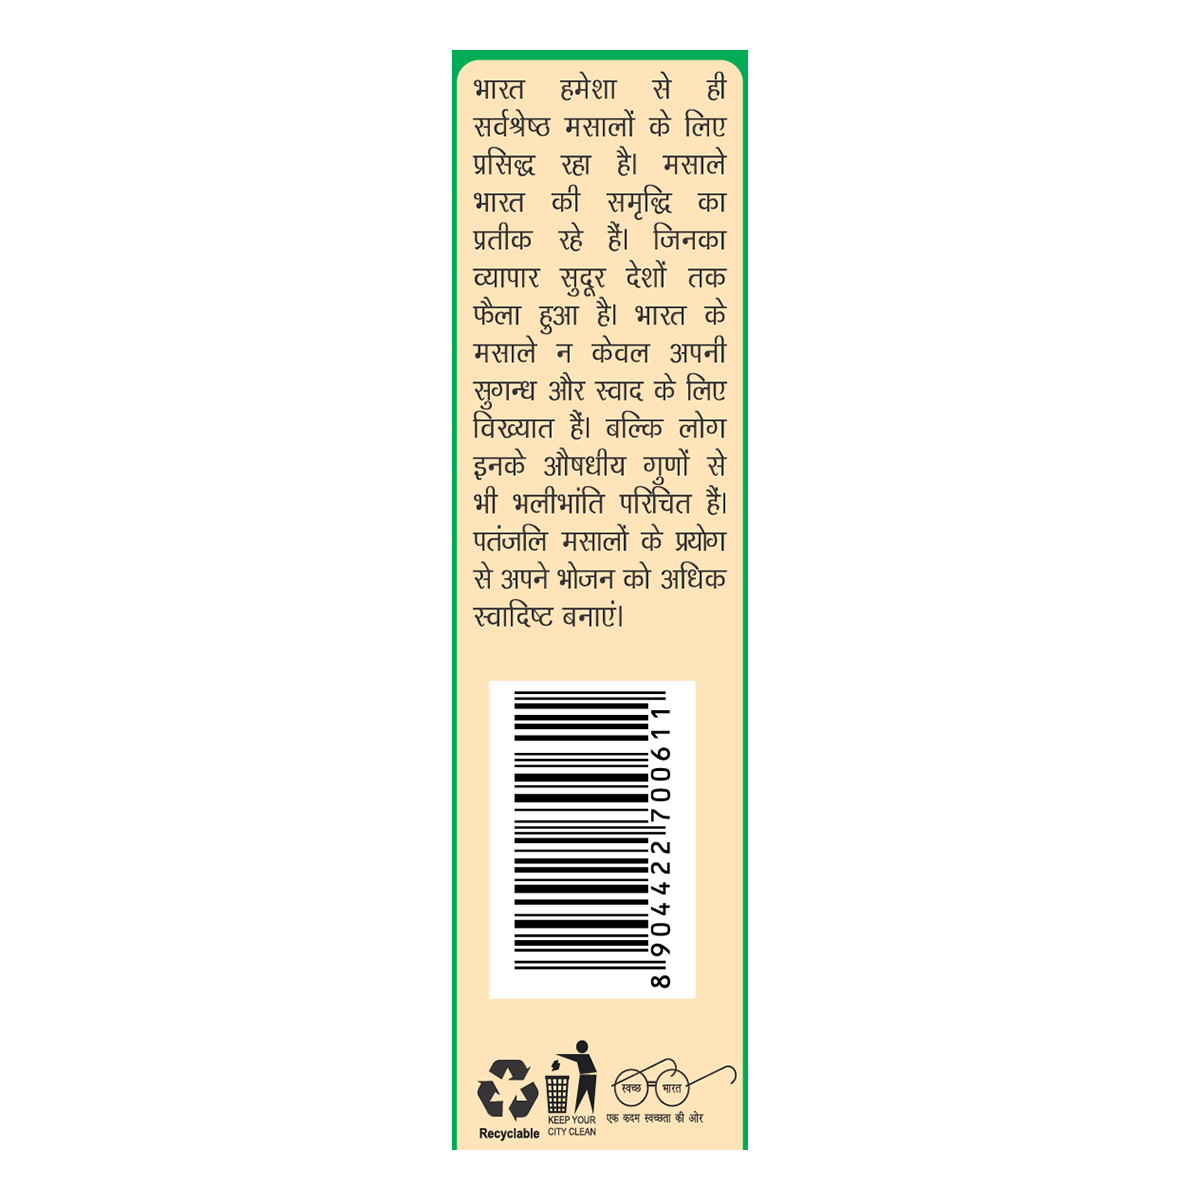 भारत हमेशा से ही
सर्वश्रेष्ठ मसालों के लिए
प्रसिद्ध रहा है। मसाले
भारत की समृद्धि का
प्रतीक रहे हैं। जिनका
व्यापार सुदूर देशों तक
फैला हुआ है। भारत के
मसाले न केवल अपनी
सुगन्ध और स्वाद के लिए
विख्यात हैं। बल्कि लोग
इनके औषधीय गुणों से
भी भलीभांति परिचित हैं।
पतंजलि मसालों के प्रयोग
से अपने भोजन को अधिक
स्वादिष्ट बनाएं।
8904422700611
Recyclable
KEEP YOUR
CITY CLEAN
स्वच्छ भारत
एक कदम स्वच्छता की ओर